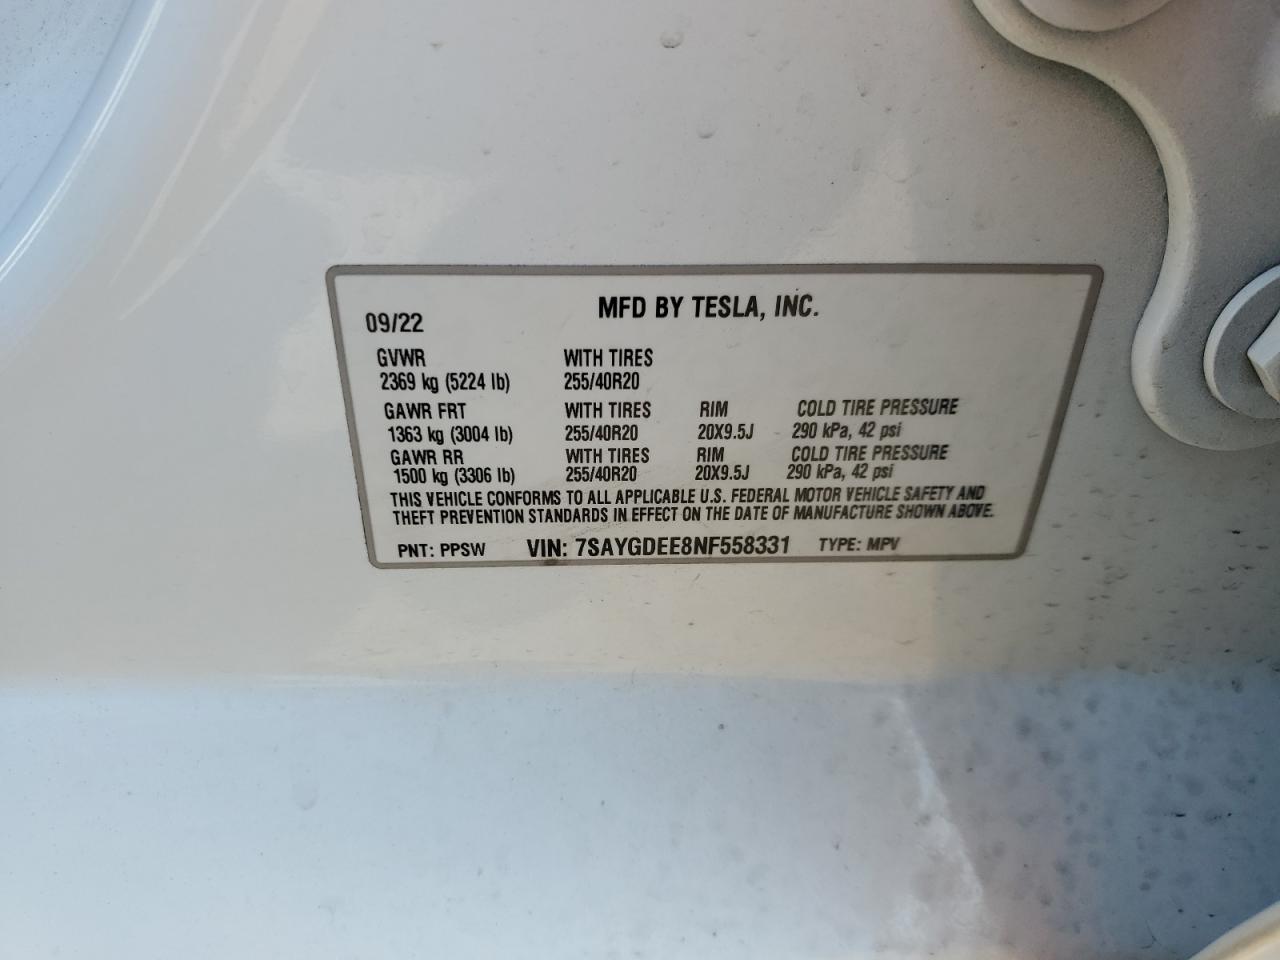 MFD BY TESLA, INC.
09/22
GVWR WITH TIRES
2369 kg (5224 lb) 255/40R20
GAWR FRT WITH TIRES RIM COLD TIRE PRESSURE
1363 kg (3004 lb) 255/40R20 20X9.5J 290 kPa, 42 psi
GAWR RR WITH TIRES RIM COLD TIRE PRESSURE
1500 kg (3306 lb) 255/40R20 20X9.5J 290 kPa, 42 psi
THIS VEHICLE CONFORMS TO ALL APPLICABLE U.S. FEDERAL MOTOR VEHICLE SAFETY AND
THEFT PREVENTION STANDARDS IN EFFECT ON THE DATE OF MANUFACTURE SHOWN ABOVE.
PNT: PPSW VIN: 7SAYGDEE8NF558331 TYPE: MPV